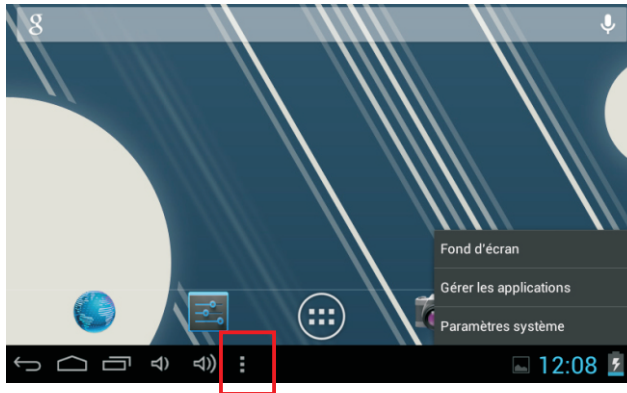 g
Fond d'écran
Gérer les applications
Paramètres système
12:08